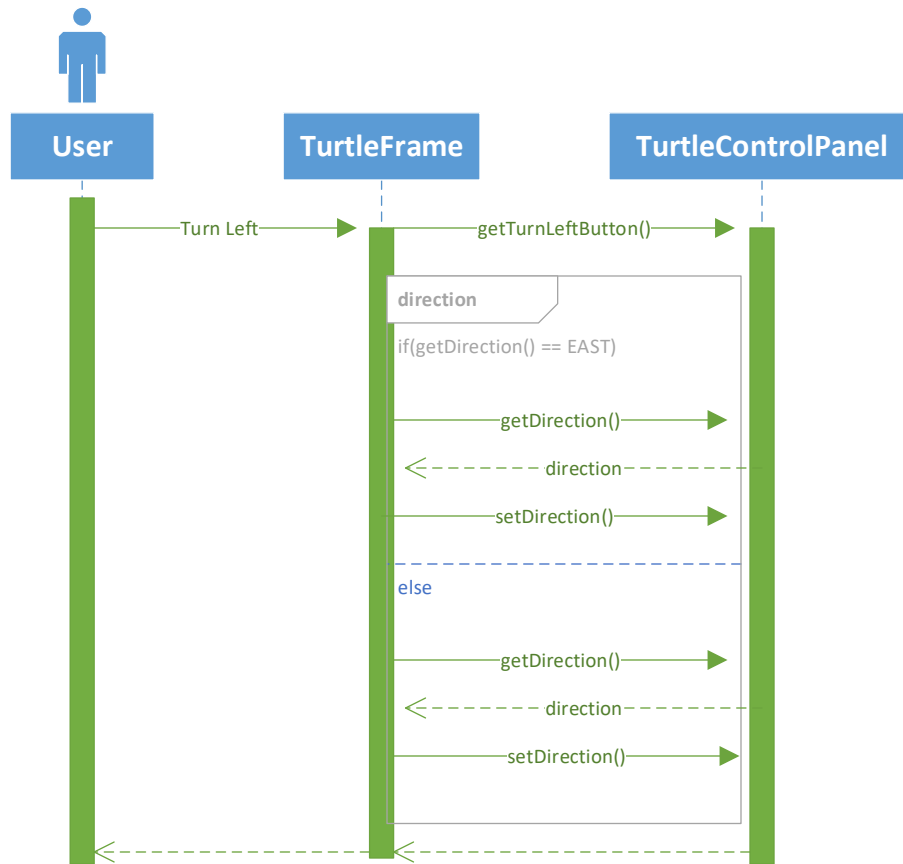 User
TurtleFrame
TurtleControlPanel
Turn Left
getTurnLeftButton()
direction
if(getDirection() == EAST)
getDirection()
direction
setDirection()
else
getDirection()
direction
setDirection()